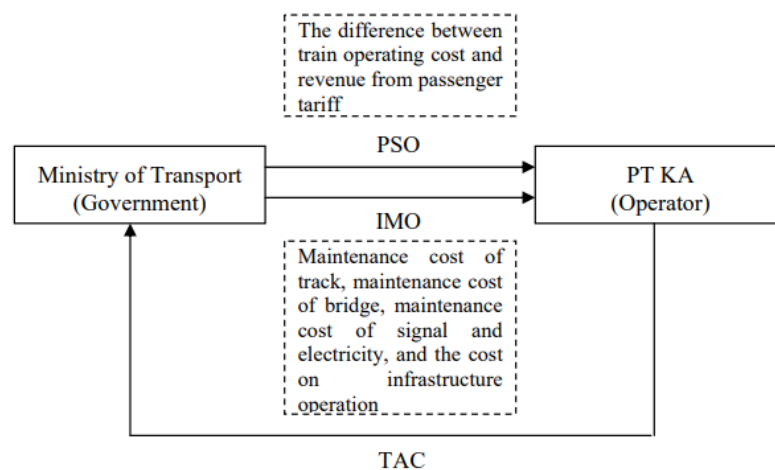 The difference between
train operating cost and
revenue from passenger
tariff
PSO
Ministry of Transport
(Government)
PT KA
(Operator)
IMO
Maintenance cost of
track, maintenance cost
of bridge, maintenance
cost of signal and
electricity, and the cost
on infrastructure
operation
TAC